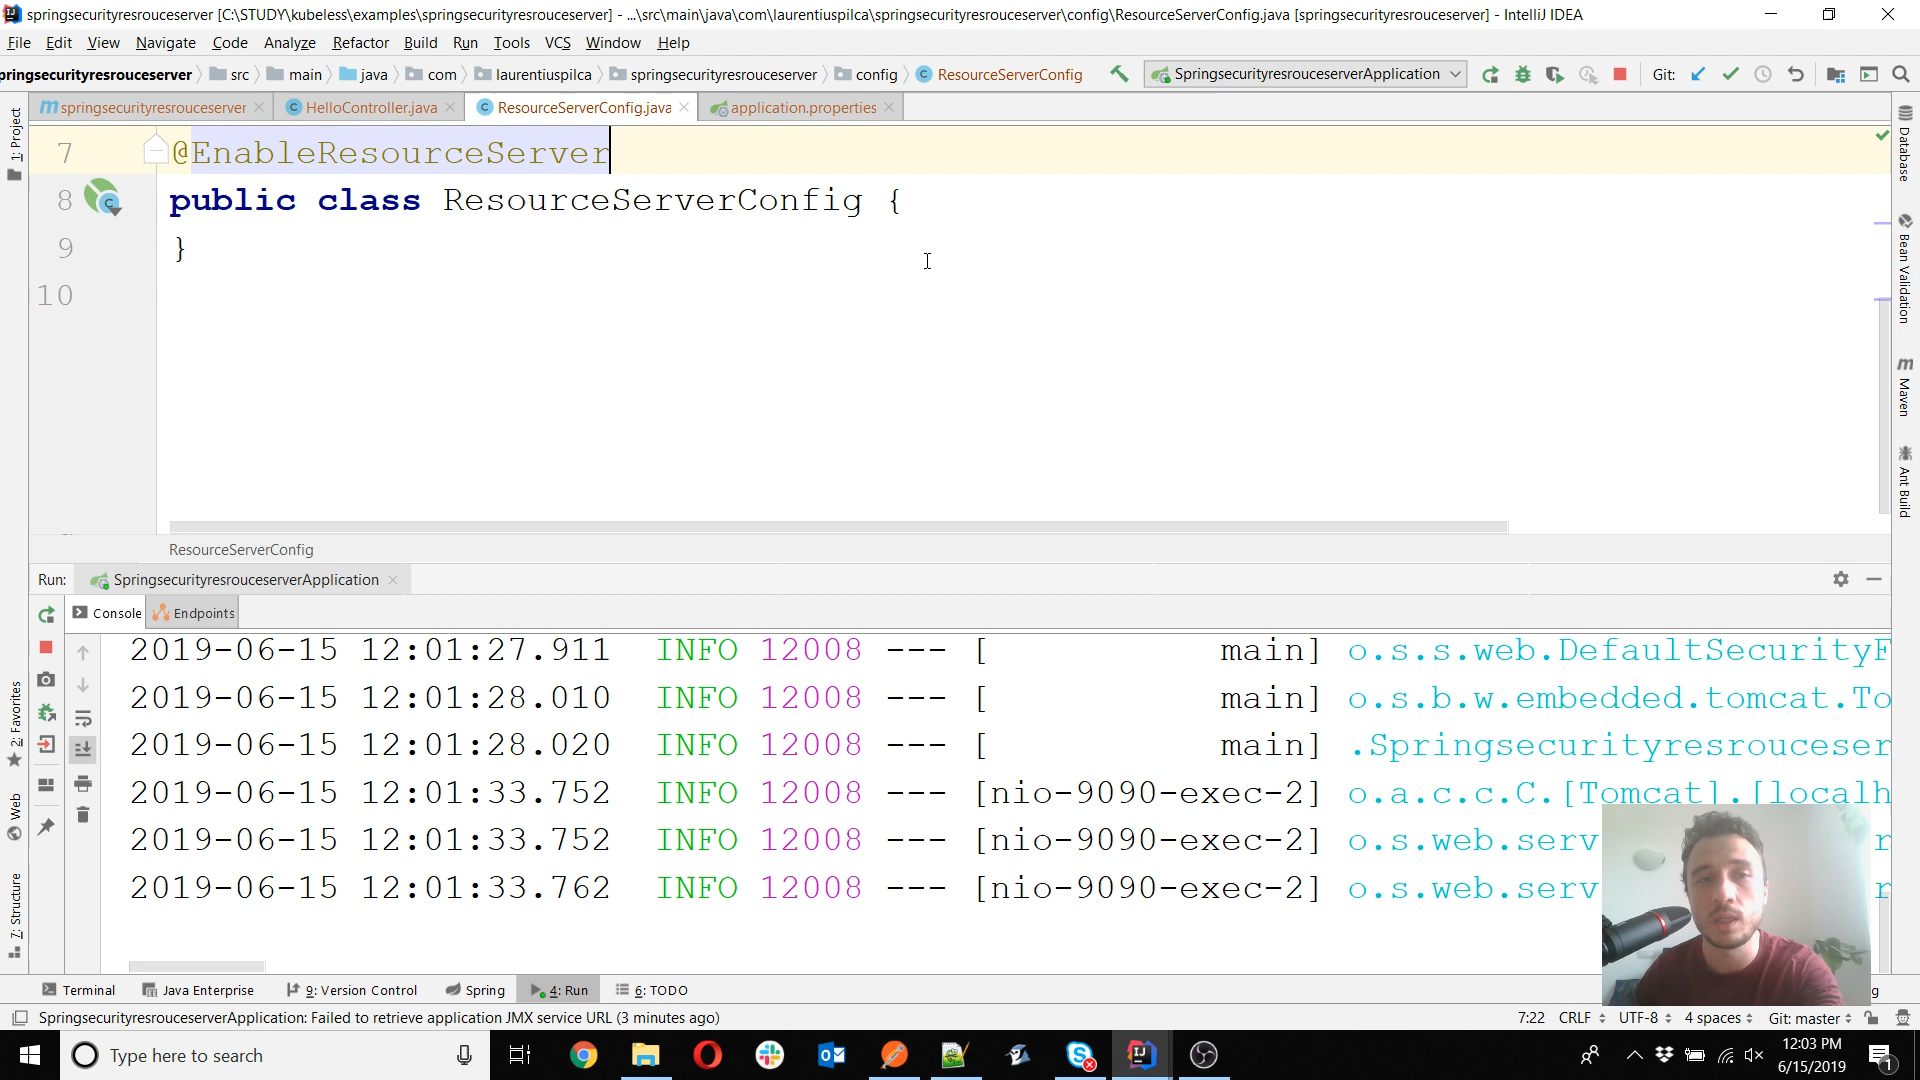 springsecurityresrouceserver [C:\STUDY\kubeless\examples\springsecurityresrouceserver] - ...\src\main\java\com\laurentiuspilca\springsecurityresrouceserver\config\ResourceServerConfig.java [springsecurityresrouceserver] - IntelliJ IDEA
File Edit View Navigate Code Analyze Refactor Build Run Tools VCS Window Help
pringsecurityresrouceserver src main java com laurentiuspilca springsecurityresrouceserver config ResourceServerConfig SpringsecurityresrouceserverApplication Git:
springsecurityresrouceserver HelloController.java ResourceServerConfig.java application.properties
7 @EnableResourceServer
8 public class ResourceServerConfig {
9 }
10
ResourceServerConfig
Run: SpringsecurityresrouceserverApplication
Console Endpoints
2019-06-15 12:01:27.911 INFO 12008 --- [ main] o.s.s.web.DefaultSecurityF
2019-06-15 12:01:28.010 INFO 12008 --- [ main] o.s.b.w.embedded.tomcat.To
2019-06-15 12:01:28.020 INFO 12008 --- [ main] .Springsecurityresrouceser
2019-06-15 12:01:33.752 INFO 12008 --- [nio-9090-exec-2] o.a.c.c.C.[Tomcat].[localh
2019-06-15 12:01:33.752 INFO 12008 --- [nio-9090-exec-2] o.s.web.serv
2019-06-15 12:01:33.762 INFO 12008 --- [nio-9090-exec-2] o.s.web.serv
1: Project
2: Favorites
Web
7: Structure
Database
Bean Validation
Maven
Ant Build
Terminal Java Enterprise 9: Version Control Spring 4: Run 6: TODO
SpringsecurityresrouceserverApplication: Failed to retrieve application JMX service URL (3 minutes ago) 7:22 CRLF UTF-8 4 spaces Git: master
Type here to search
12:03 PM
6/15/2019
1